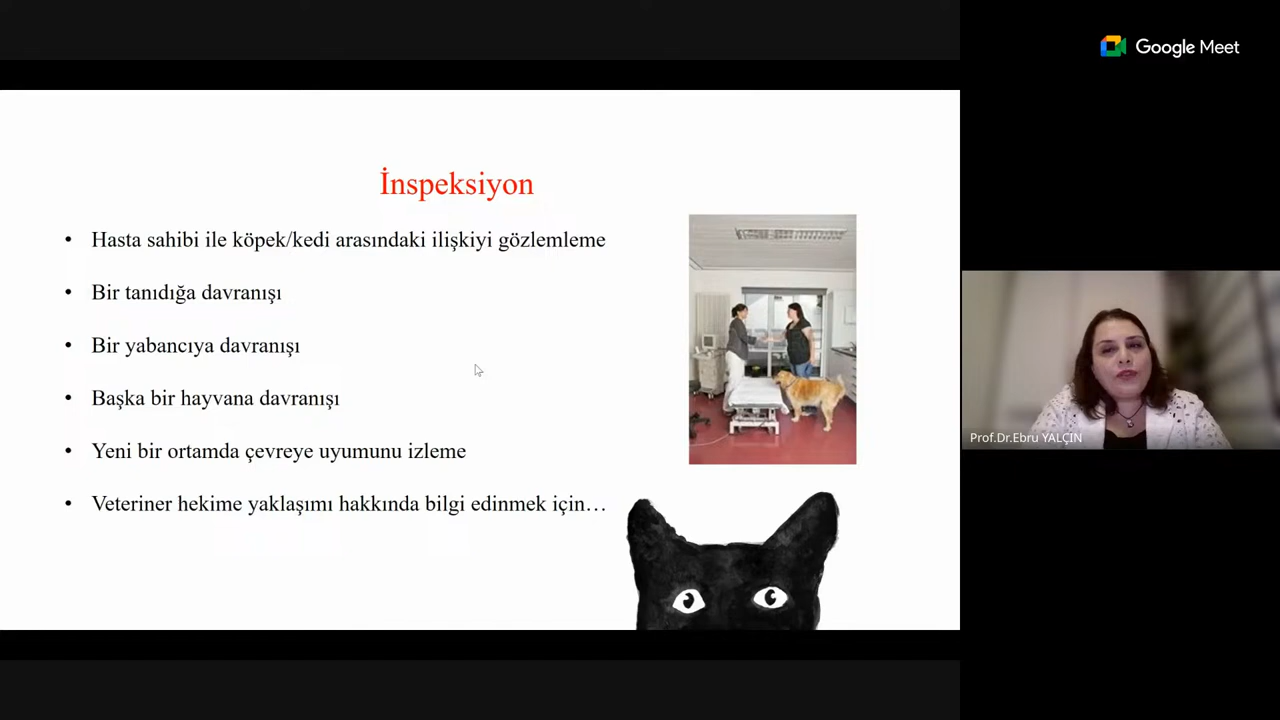 Google Meet
İnspeksiyon
• Hasta sahibi ile köpek/kedi arasındaki ilişkiyi gözlemleme
• Bir tanıdığa davranışı
• Bir yabancıya davranışı
• Başka bir hayvana davranışı
• Yeni bir ortamda çevreye uyumunu izleme
• Veteriner hekime yaklaşımı hakkında bilgi edinmek için…
Prof.Dr.Ebru YALÇIN